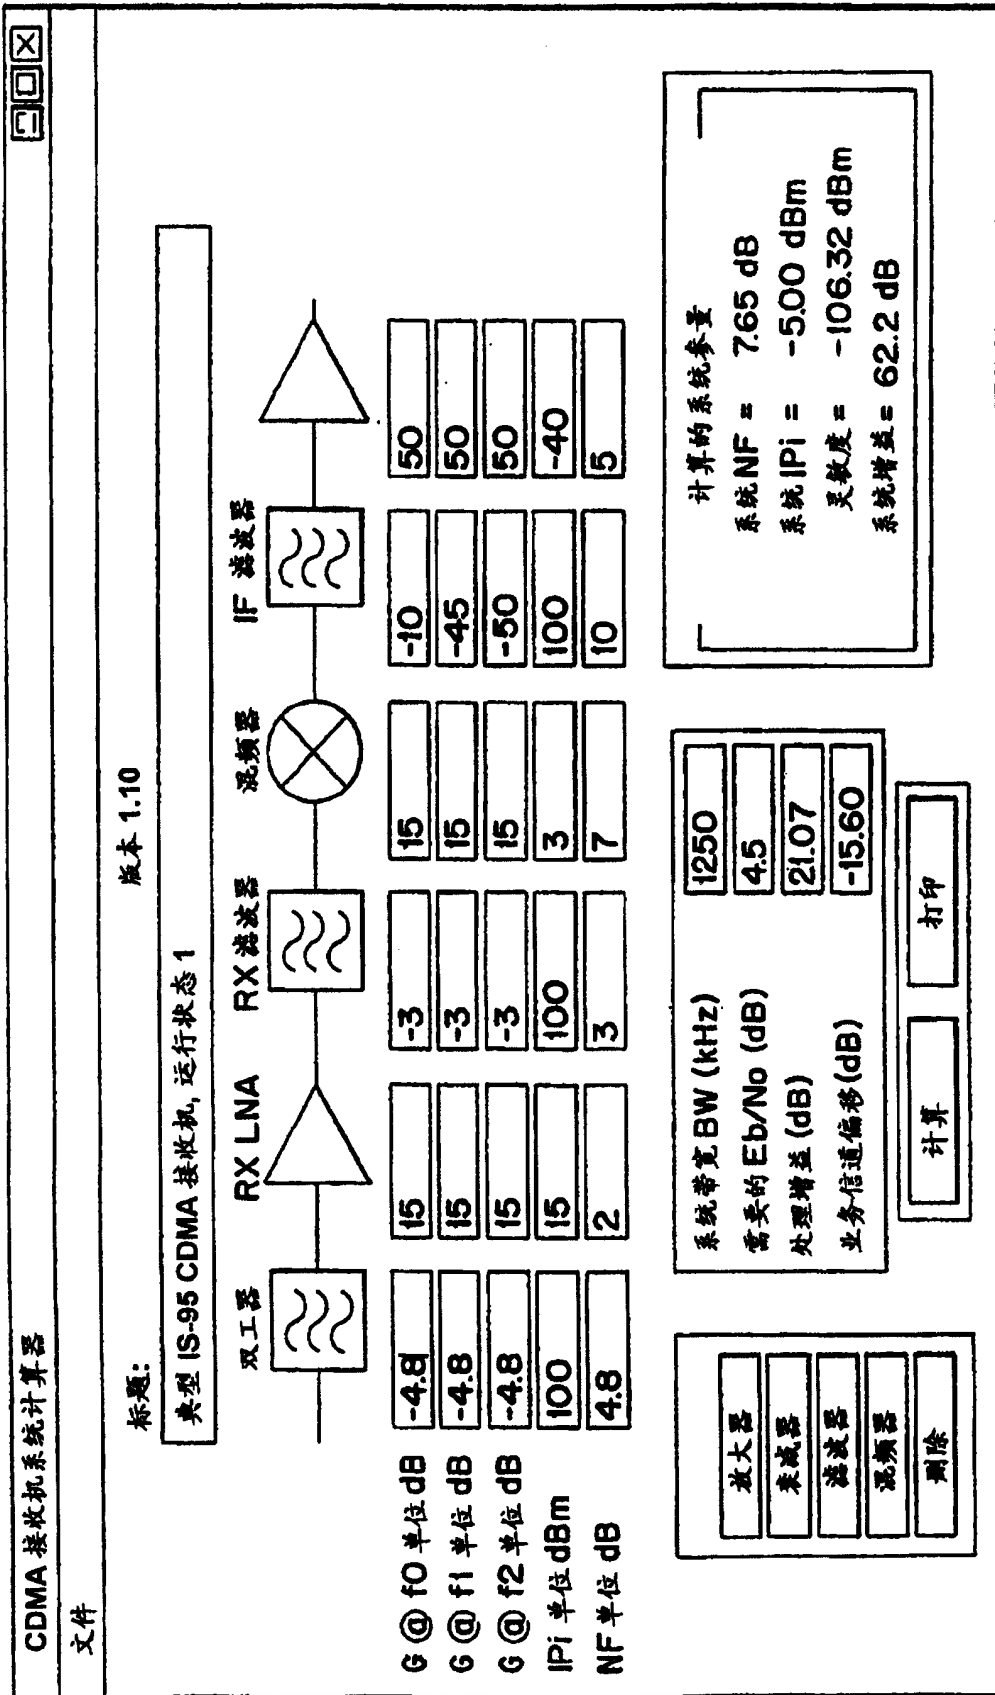 CDMA 接收机系统计算器
文件
版本 1.10
标题:
典型 IS-95 CDMA 接收机, 运行状态 1
双工器 RX LNA RX 滤波器 混频器 IF 滤波器
G @ f0 单位 dB -4.8 15 -3 15 -10 50
G @ f1 单位 dB -4.8 15 -3 15 -45 50
G @ f2 单位 dB -4.8 15 -3 15 -50 50
IPi 单位 dBm 100 15 100 3 100 -40
NF 单位 dB 4.8 2 3 7 10 5
放大器
衰减器
滤波器
混频器
删除
系统带宽 BW (kHz) 1250
需要的 Eb/No (dB) 4.5
处理增益 (dB) 21.07
业务信道偏移 (dB) -15.60
计算 打印
计算的系统参量
系统 NF = 7.65 dB
系统 IPi = -5.00 dBm
灵敏度 = -106.32 dBm
系统增益 = 62.2 dB